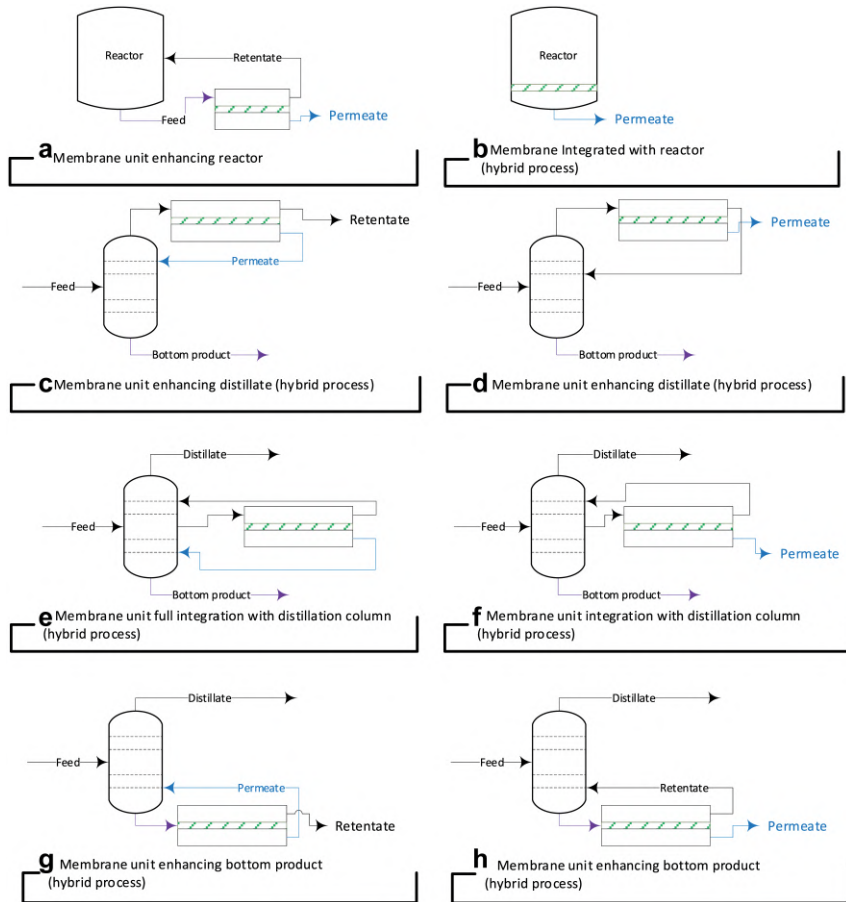 Reactor
Retentate
Feed
Permeate
a Membrane unit enhancing reactor
Reactor
Permeate
b Membrane Integrated with reactor
(hybrid process)
Retentate
Permeate
Feed
Bottom product
c Membrane unit enhancing distillate (hybrid process)
Permeate
Feed
Bottom product
d Membrane unit enhancing distillate (hybrid process)
Distillate
Feed
Bottom product
e Membrane unit full integration with distillation column
(hybrid process)
Distillate
Feed
Permeate
Bottom product
f Membrane unit integration with distillation column
(hybrid process)
Distillate
Feed
Permeate
Retentate
g Membrane unit enhancing bottom product
(hybrid process)
Distillate
Feed
Retentate
Permeate
h Membrane unit enhancing bottom product
(hybrid process)